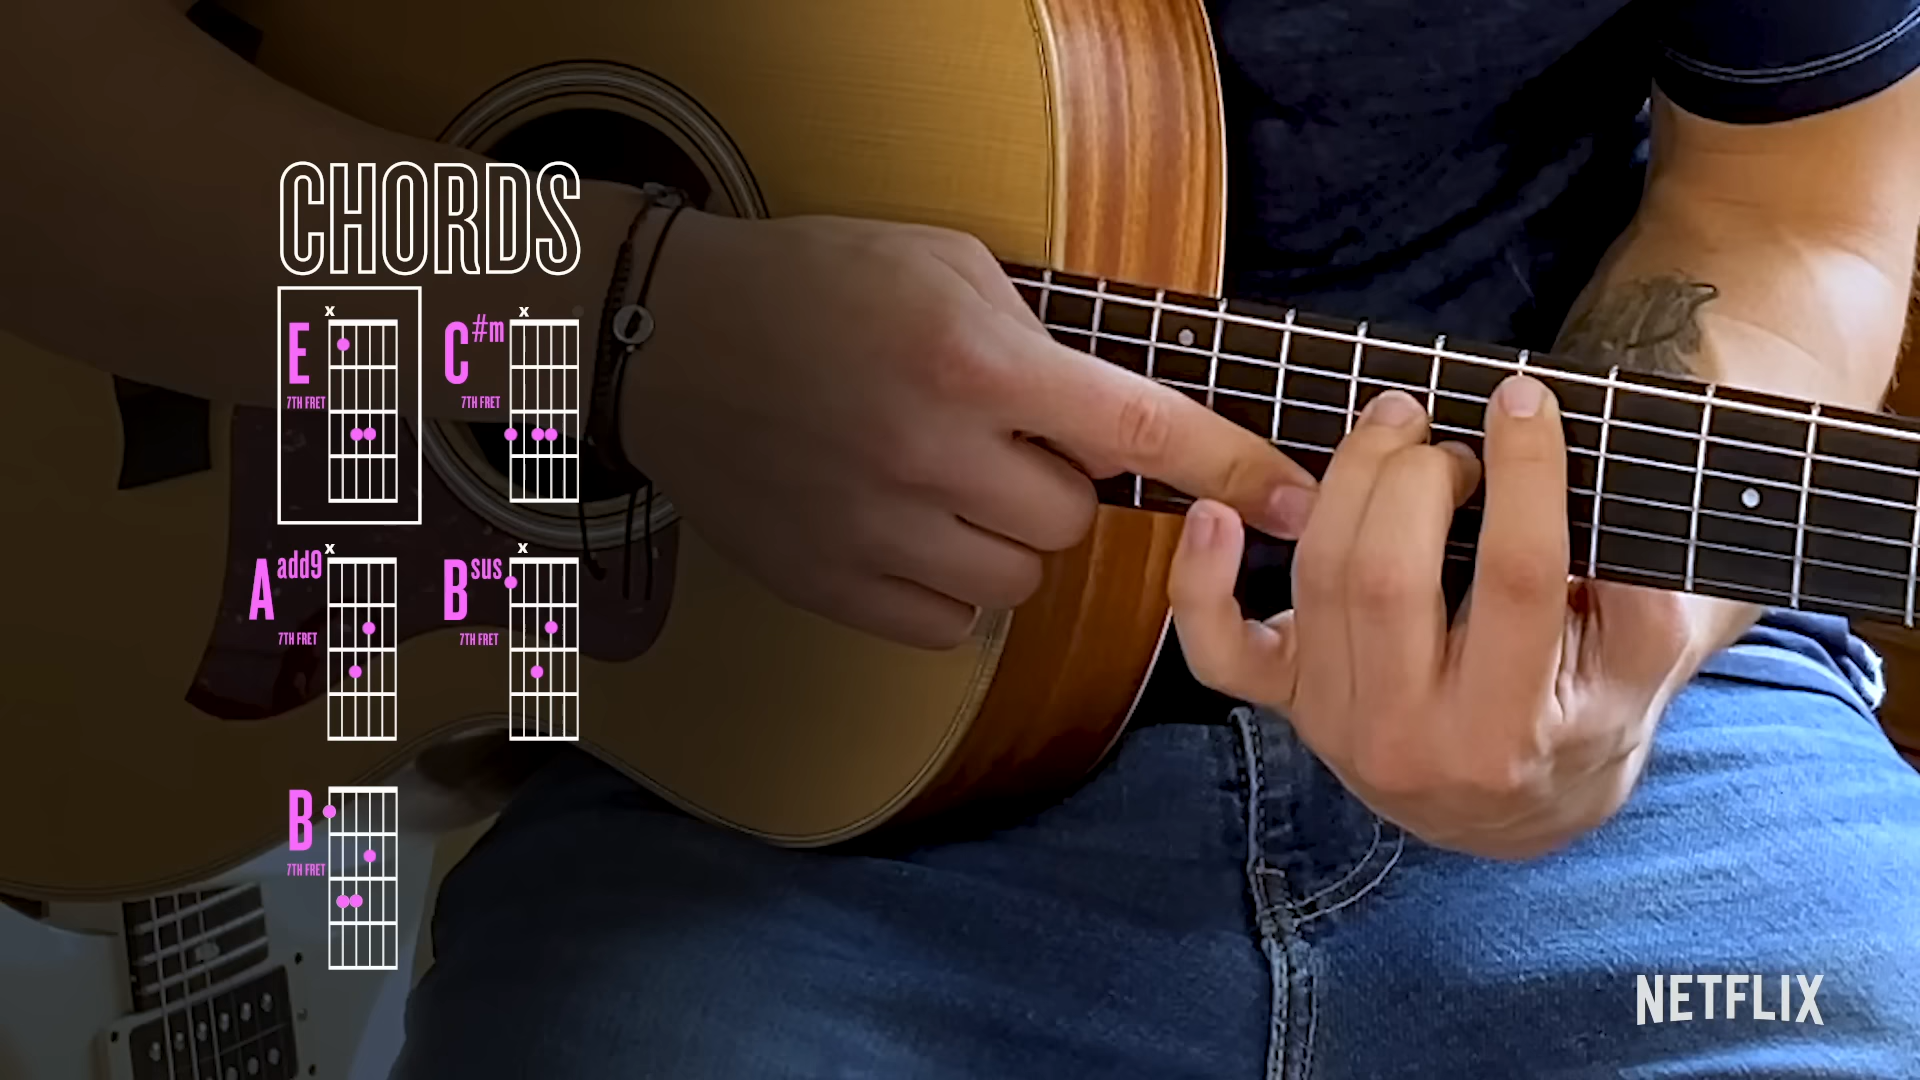 CHORDS
x
E
7TH FRET
x
C#m
7TH FRET
x
Aadd9
7TH FRET
x
Bsus
7TH FRET
B
7TH FRET
NETFLIX